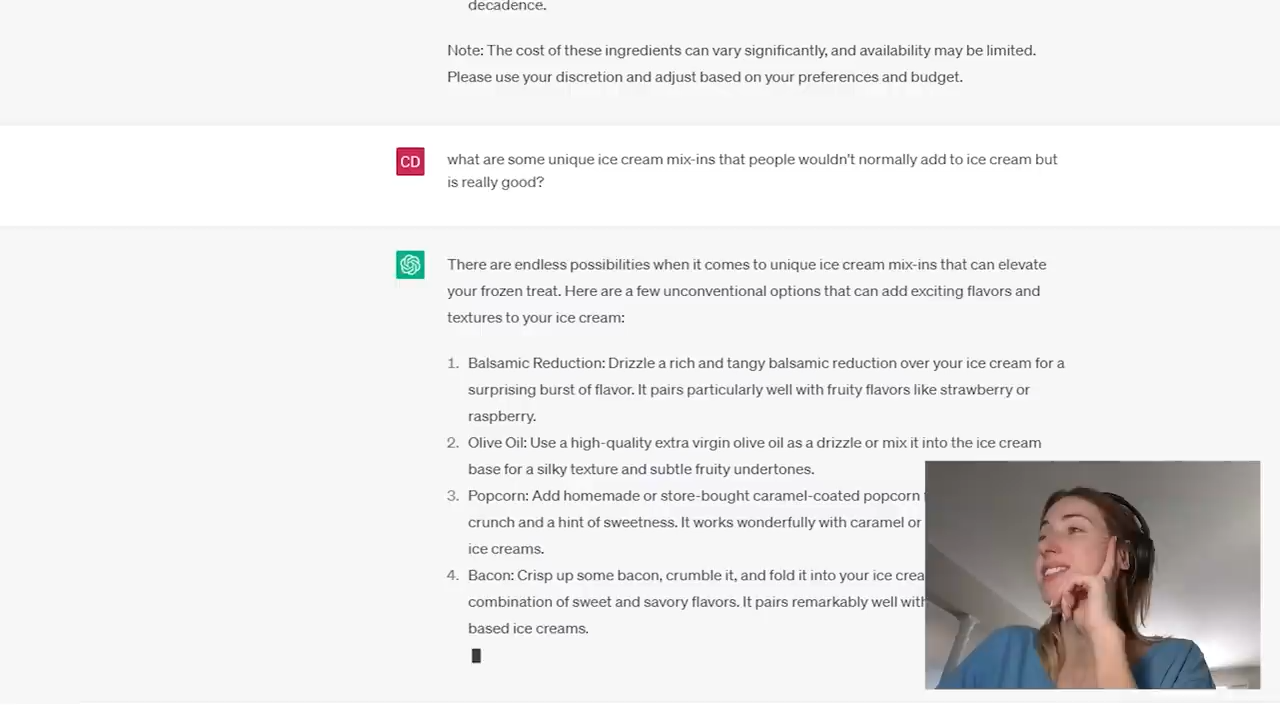 decadence.
Note: The cost of these ingredients can vary significantly, and availability may be limited.
Please use your discretion and adjust based on your preferences and budget.
CD
what are some unique ice cream mix-ins that people wouldn't normally add to ice cream but
is really good?
There are endless possibilities when it comes to unique ice cream mix-ins that can elevate
your frozen treat. Here are a few unconventional options that can add exciting flavors and
textures to your ice cream:
1. Balsamic Reduction: Drizzle a rich and tangy balsamic reduction over your ice cream for a
surprising burst of flavor. It pairs particularly well with fruity flavors like strawberry or
raspberry.
2. Olive Oil: Use a high-quality extra virgin olive oil as a drizzle or mix it into the ice cream
base for a silky texture and subtle fruity undertones.
3. Popcorn: Add homemade or store-bought caramel-coated popcorn
crunch and a hint of sweetness. It works wonderfully with caramel or
ice creams.
4. Bacon: Crisp up some bacon, crumble it, and fold it into your ice
combination of sweet and savory flavors. It pairs remarkably well with
based ice creams.